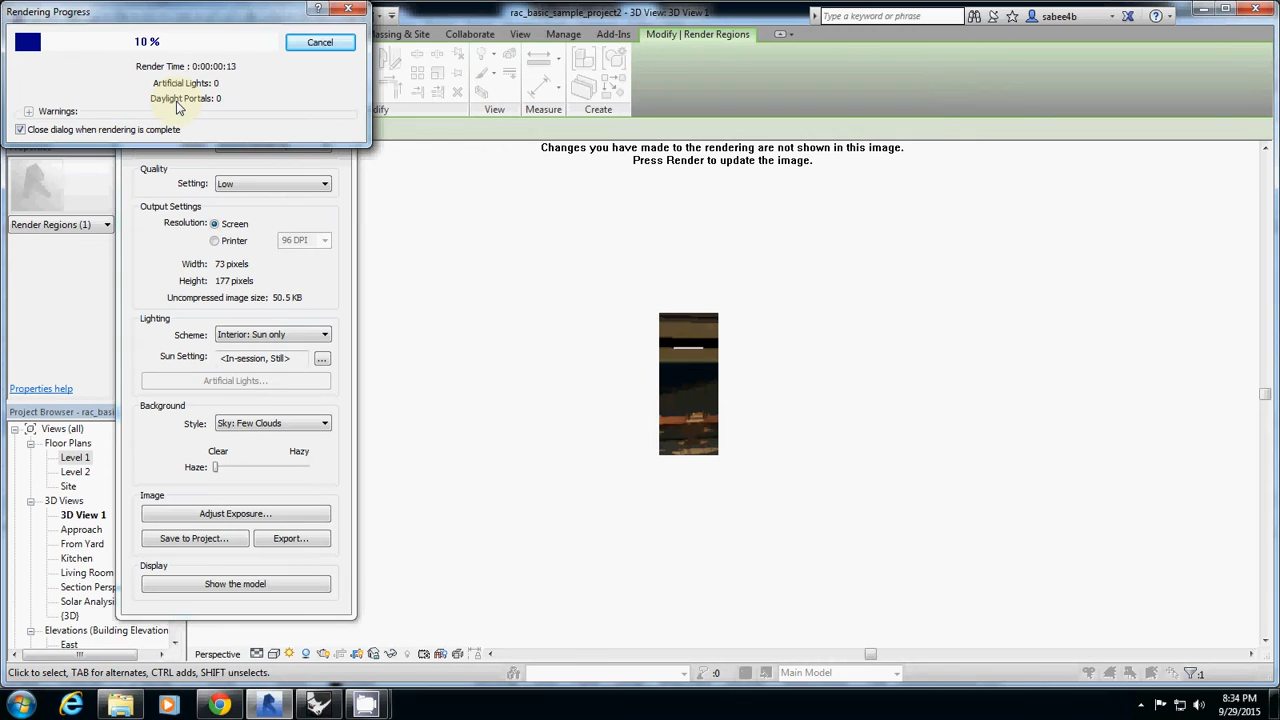 Rendering Progress
rac_basic_sample_project2 - 3D View: 3D View 1
Type a keyword or phrase
sabee4b
10 %
Cancel
Massing & Site
Collaborate
View
Manage
Add-Ins
Modify | Render Regions
Render Time : 0:00:00:13
Artificial Lights: 0
Daylight Portals: 0
Warnings:
Close dialog when rendering is complete
View
Measure
Create
Changes you have made to the rendering are not shown in this image.
Press Render to update the image.
Quality
Setting:
Low
Output Settings
Resolution:
Screen
Printer
96 DPI
Width: 73 pixels
Height: 177 pixels
Uncompressed image size: 50.5 KB
Lighting
Scheme:
Interior: Sun only
Sun Setting:
<In-session, Still>
...
Artificial Lights...
Background
Style:
Sky: Few Clouds
Clear
Hazy
Haze:
Image
Adjust Exposure...
Save to Project...
Export...
Display
Show the model
Render Regions (1)
Properties help
Project Browser - rac_basi
Views (all)
Floor Plans
Level 1
Level 2
Site
3D Views
3D View 1
Approach
From Yard
Kitchen
Living Room
Section Persp
Solar Analysi
{3D}
Elevations (Building Elevation
East
Perspective
Click to select, TAB for alternates, CTRL adds, SHIFT unselects.
:0
Main Model
:1
8:34 PM
9/29/2015